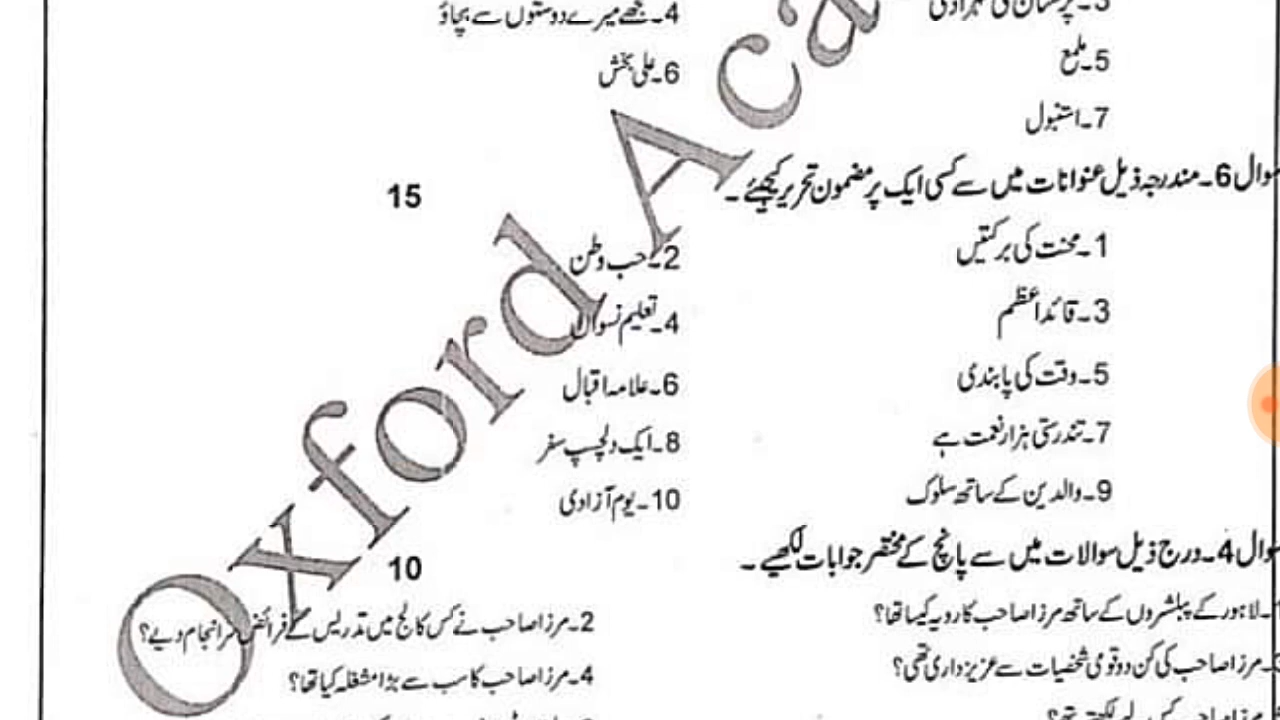 4۔ مجھے میرے دوستوں سے بچاؤ
5۔ ملمع
6۔ علی بخش
7۔ استنبول
سوال 6۔ مندرجہ ذیل عنوانات میں سے کسی ایک پر مضمون تحریر کیجئے۔ 15
1۔ محنت کی برکتیں
2۔ حب وطن
3۔ قائداعظم
4۔ تعلیم نسواں
5۔ وقت کی پابندی
6۔ علامہ اقبال
7۔ تندرستی ہزار نعمت ہے
8۔ ایک دلچسپ سفر
9۔ والدین کے ساتھ سلوک
10۔ یوم آزادی
سوال 4۔ درج ذیل سوالات میں سے پانچ کے مختصر جوابات لکھیے۔ 10
لاہور کے پبلشروں کے ساتھ مرزا صاحب کا رویہ کیسا تھا؟
2۔ مرزا صاحب نے کس کالج میں تدریس کے فرائض سرانجام دیے؟
3۔ مرزا صاحب کی کن دو قومی شخصیات سے عزیز داری تھی؟
4۔ مرزا صاحب کا سب سے بڑا مشغلہ کیا تھا؟
Oxford Aca